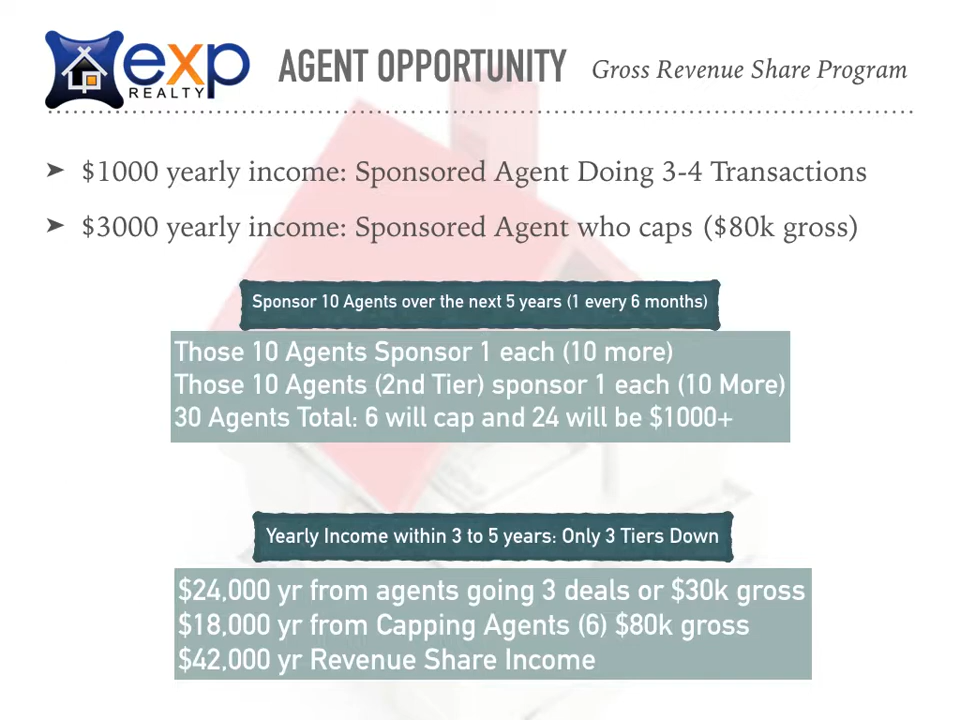 exp
REALTY
AGENT OPPORTUNITY
Gross Revenue Share Program
➤ $1000 yearly income: Sponsored Agent Doing 3-4 Transactions
➤ $3000 yearly income: Sponsored Agent who caps ($80k gross)
Sponsor 10 Agents over the next 5 years (1 every 6 months)
Those 10 Agents Sponsor 1 each (10 more)
Those 10 Agents (2nd Tier) sponsor 1 each (10 More)
30 Agents Total: 6 will cap and 24 will be $1000+
Yearly Income within 3 to 5 years: Only 3 Tiers Down
$24,000 yr from agents going 3 deals or $30k gross
$18,000 yr from Capping Agents (6) $80k gross
$42,000 yr Revenue Share Income